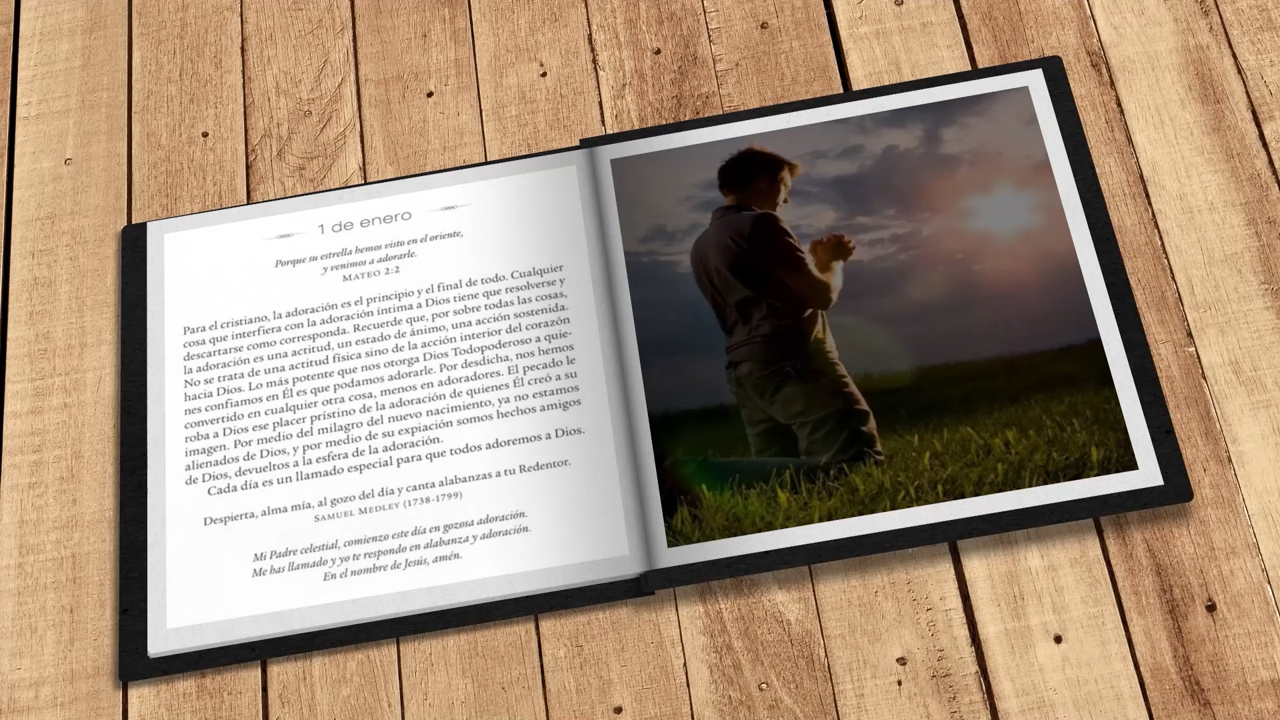 1 de enero
Porque su estrella hemos visto en el oriente,
y venimos a adorarle.
MATEO 2:2
Para el cristiano, la adoración es el principio y el final de todo. Cualquier
cosa que interfiera con la adoración íntima a Dios tiene que resolverse y
descartarse como corresponda. Recuerde que, por sobre todas las cosas,
la adoración es una actitud, un estado de ánimo, una acción sostenida.
No se trata de una actitud física sino de la acción interior del corazón
hacia Dios. Lo más potente que nos otorga Dios Todopoderoso a quie-
nes confiamos en Él es que podamos adorarle. Por desdicha, nos hemos
convertido en cualquier otra cosa, menos en adoradores. El pecado le
roba a Dios ese placer prístino de la adoración de quienes Él creó a su
imagen. Por medio del milagro del nuevo nacimiento, ya no estamos
alienados de Dios, y por medio de su expiación somos hechos amigos
de Dios, devueltos a la esfera de la adoración.
Cada día es un llamado especial para que todos adoremos a Dios.
Despierta, alma mía, al gozo del día y canta alabanzas a tu Redentor.
SAMUEL MEDLEY (1738-1799)
Mi Padre celestial, comienzo este día en gozosa adoración.
Me has llamado y yo te respondo en alabanza y adoración.
En el nombre de Jesús, amén.